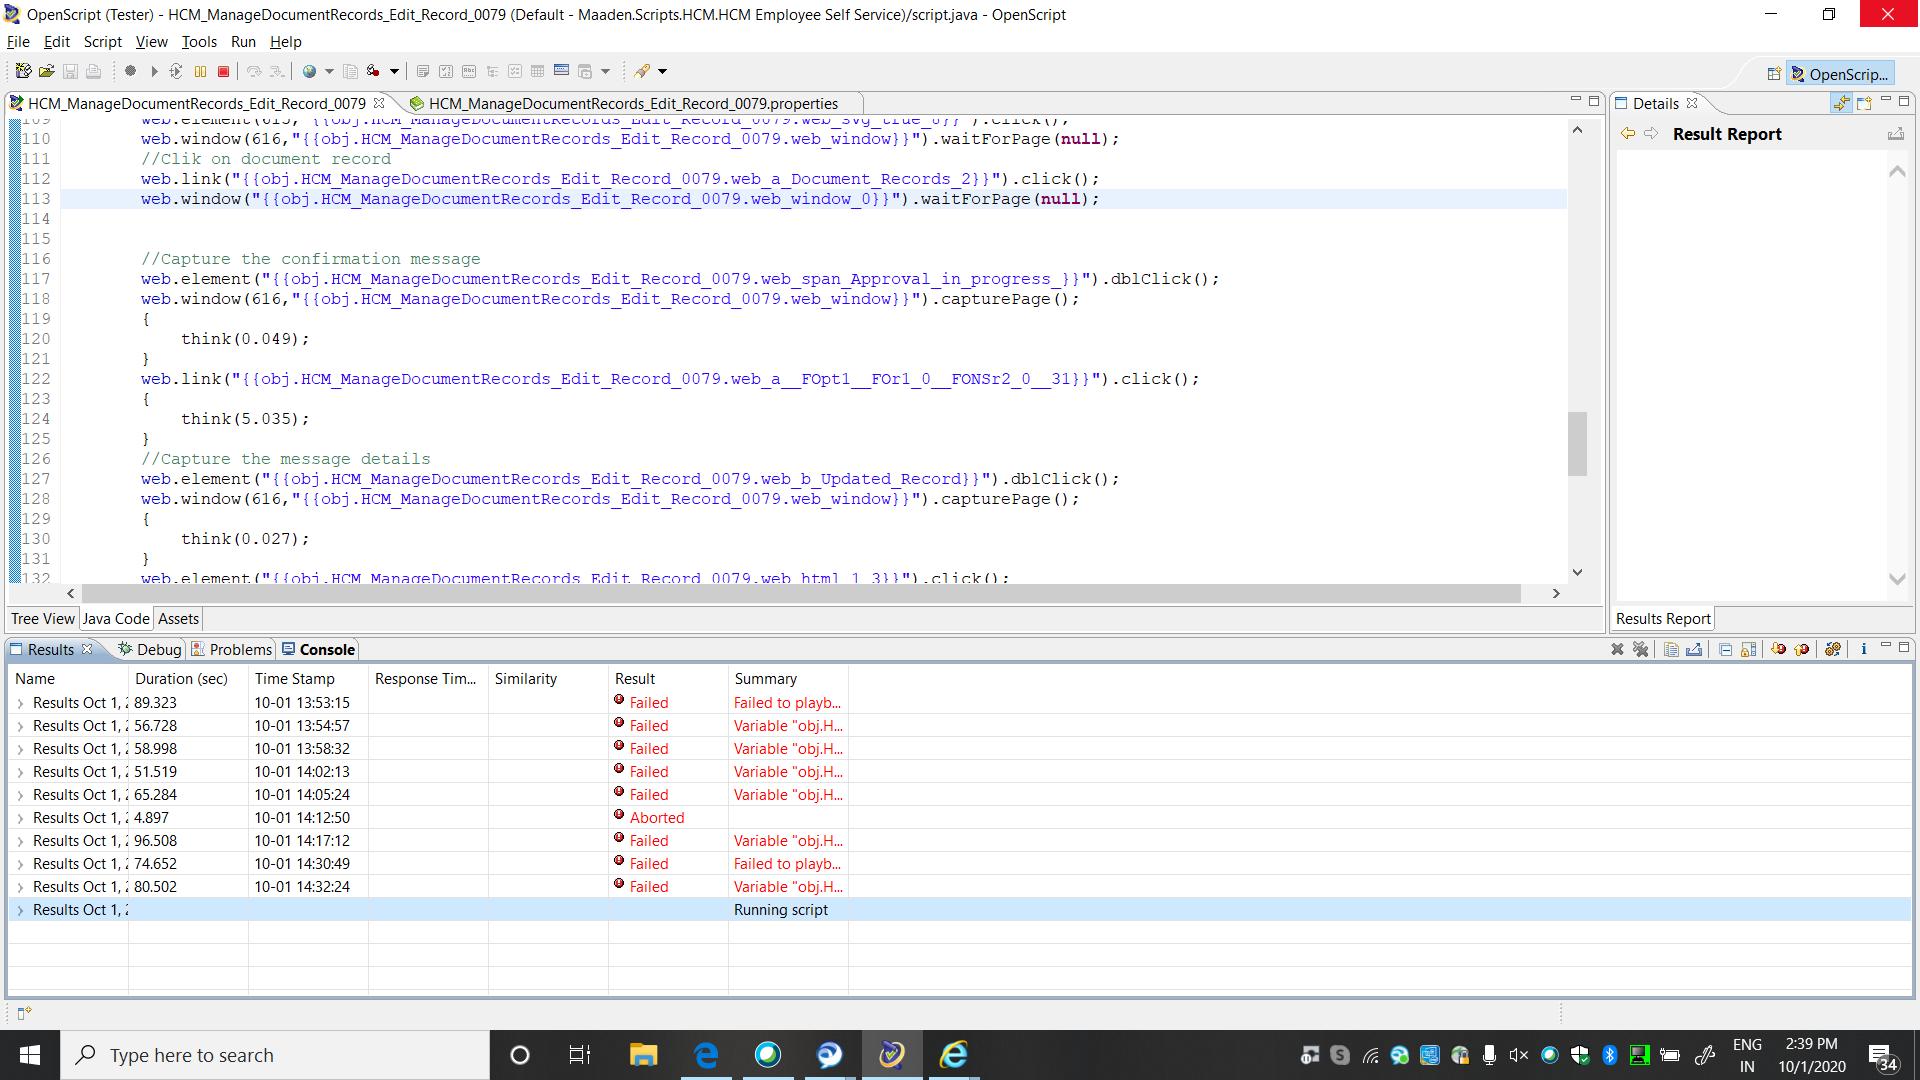 OpenScript (Tester) - HCM_ManageDocumentRecords_Edit_Record_0079 (Default - Maaden.Scripts.HCM.HCM Employee Self Service)/script.java - OpenScript
File Edit Script View Tools Run Help
OpenScrip...
HCM_ManageDocumentRecords_Edit_Record_0079
HCM_ManageDocumentRecords_Edit_Record_0079.properties
Details
Result Report
109 web.element(615, "{{obj.HCM_ManageDocumentRecords_Edit_Record_0079.web_svg_true_6}}").click();
110 web.window(616,"{{obj.HCM_ManageDocumentRecords_Edit_Record_0079.web_window}}").waitForPage(null);
111 //Clik on document record
112 web.link("{{obj.HCM_ManageDocumentRecords_Edit_Record_0079.web_a_Document_Records_2}}").click();
113 web.window("{{obj.HCM_ManageDocumentRecords_Edit_Record_0079.web_window_0}}").waitForPage(null);
114
115
116 //Capture the confirmation message
117 web.element("{{obj.HCM_ManageDocumentRecords_Edit_Record_0079.web_span_Approval_in_progress_}}").dblClick();
118 web.window(616,"{{obj.HCM_ManageDocumentRecords_Edit_Record_0079.web_window}}").capturePage();
119 {
120 think(0.049);
121 }
122 web.link("{{obj.HCM_ManageDocumentRecords_Edit_Record_0079.web_a__FOpt1__FOr1_0__FONSr2_0__31}}").click();
123 {
124 think(5.035);
125 }
126 //Capture the message details
127 web.element("{{obj.HCM_ManageDocumentRecords_Edit_Record_0079.web_b_Updated_Record}}").dblClick();
128 web.window(616,"{{obj.HCM_ManageDocumentRecords_Edit_Record_0079.web_window}}").capturePage();
129 {
130 think(0.027);
131 }
132 web.element("{{obj.HCM_ManageDocumentRecords_Edit_Record_0079.web_html_1_3}}").click();
Tree View Java Code Assets
Results Report
Results Debug Problems Console
Name Duration (sec) Time Stamp Response Tim... Similarity Result Summary
Results Oct 1, 89.323 10-01 13:53:15 Failed Failed to playb...
Results Oct 1, 56.728 10-01 13:54:57 Failed Variable "obj.H...
Results Oct 1, 58.998 10-01 13:58:32 Failed Variable "obj.H...
Results Oct 1, 51.519 10-01 14:02:13 Failed Variable "obj.H...
Results Oct 1, 65.284 10-01 14:05:24 Failed Variable "obj.H...
Results Oct 1, 4.897 10-01 14:12:50 Aborted
Results Oct 1, 96.508 10-01 14:17:12 Failed Variable "obj.H...
Results Oct 1, 74.652 10-01 14:30:49 Failed Failed to playb...
Results Oct 1, 80.502 10-01 14:32:24 Failed Variable "obj.H...
Results Oct 1, Running script
Type here to search
ENG
IN
2:39 PM
10/1/2020
34